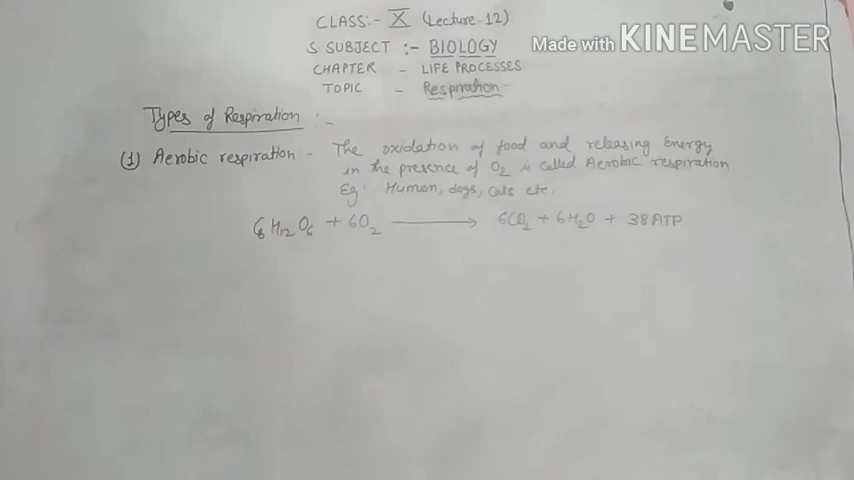 CLASS:- X (Lecture-12)
S SUBJECT :- BIOLOGY
Made with KINEMASTER
CHAPTER - LIFE PROCESSES
TOPIC - Respiration
Types of Respiration :-
(1) Aerobic respiration - The oxidation of food and releasing Energy
in the presence of O₂ is called Aerobic respiration
Eg:- Human, dogs, cats etc.
C₆H₁₂O₆ + 6O₂ ⟶ 6CO₂ + 6H₂O + 38ATP